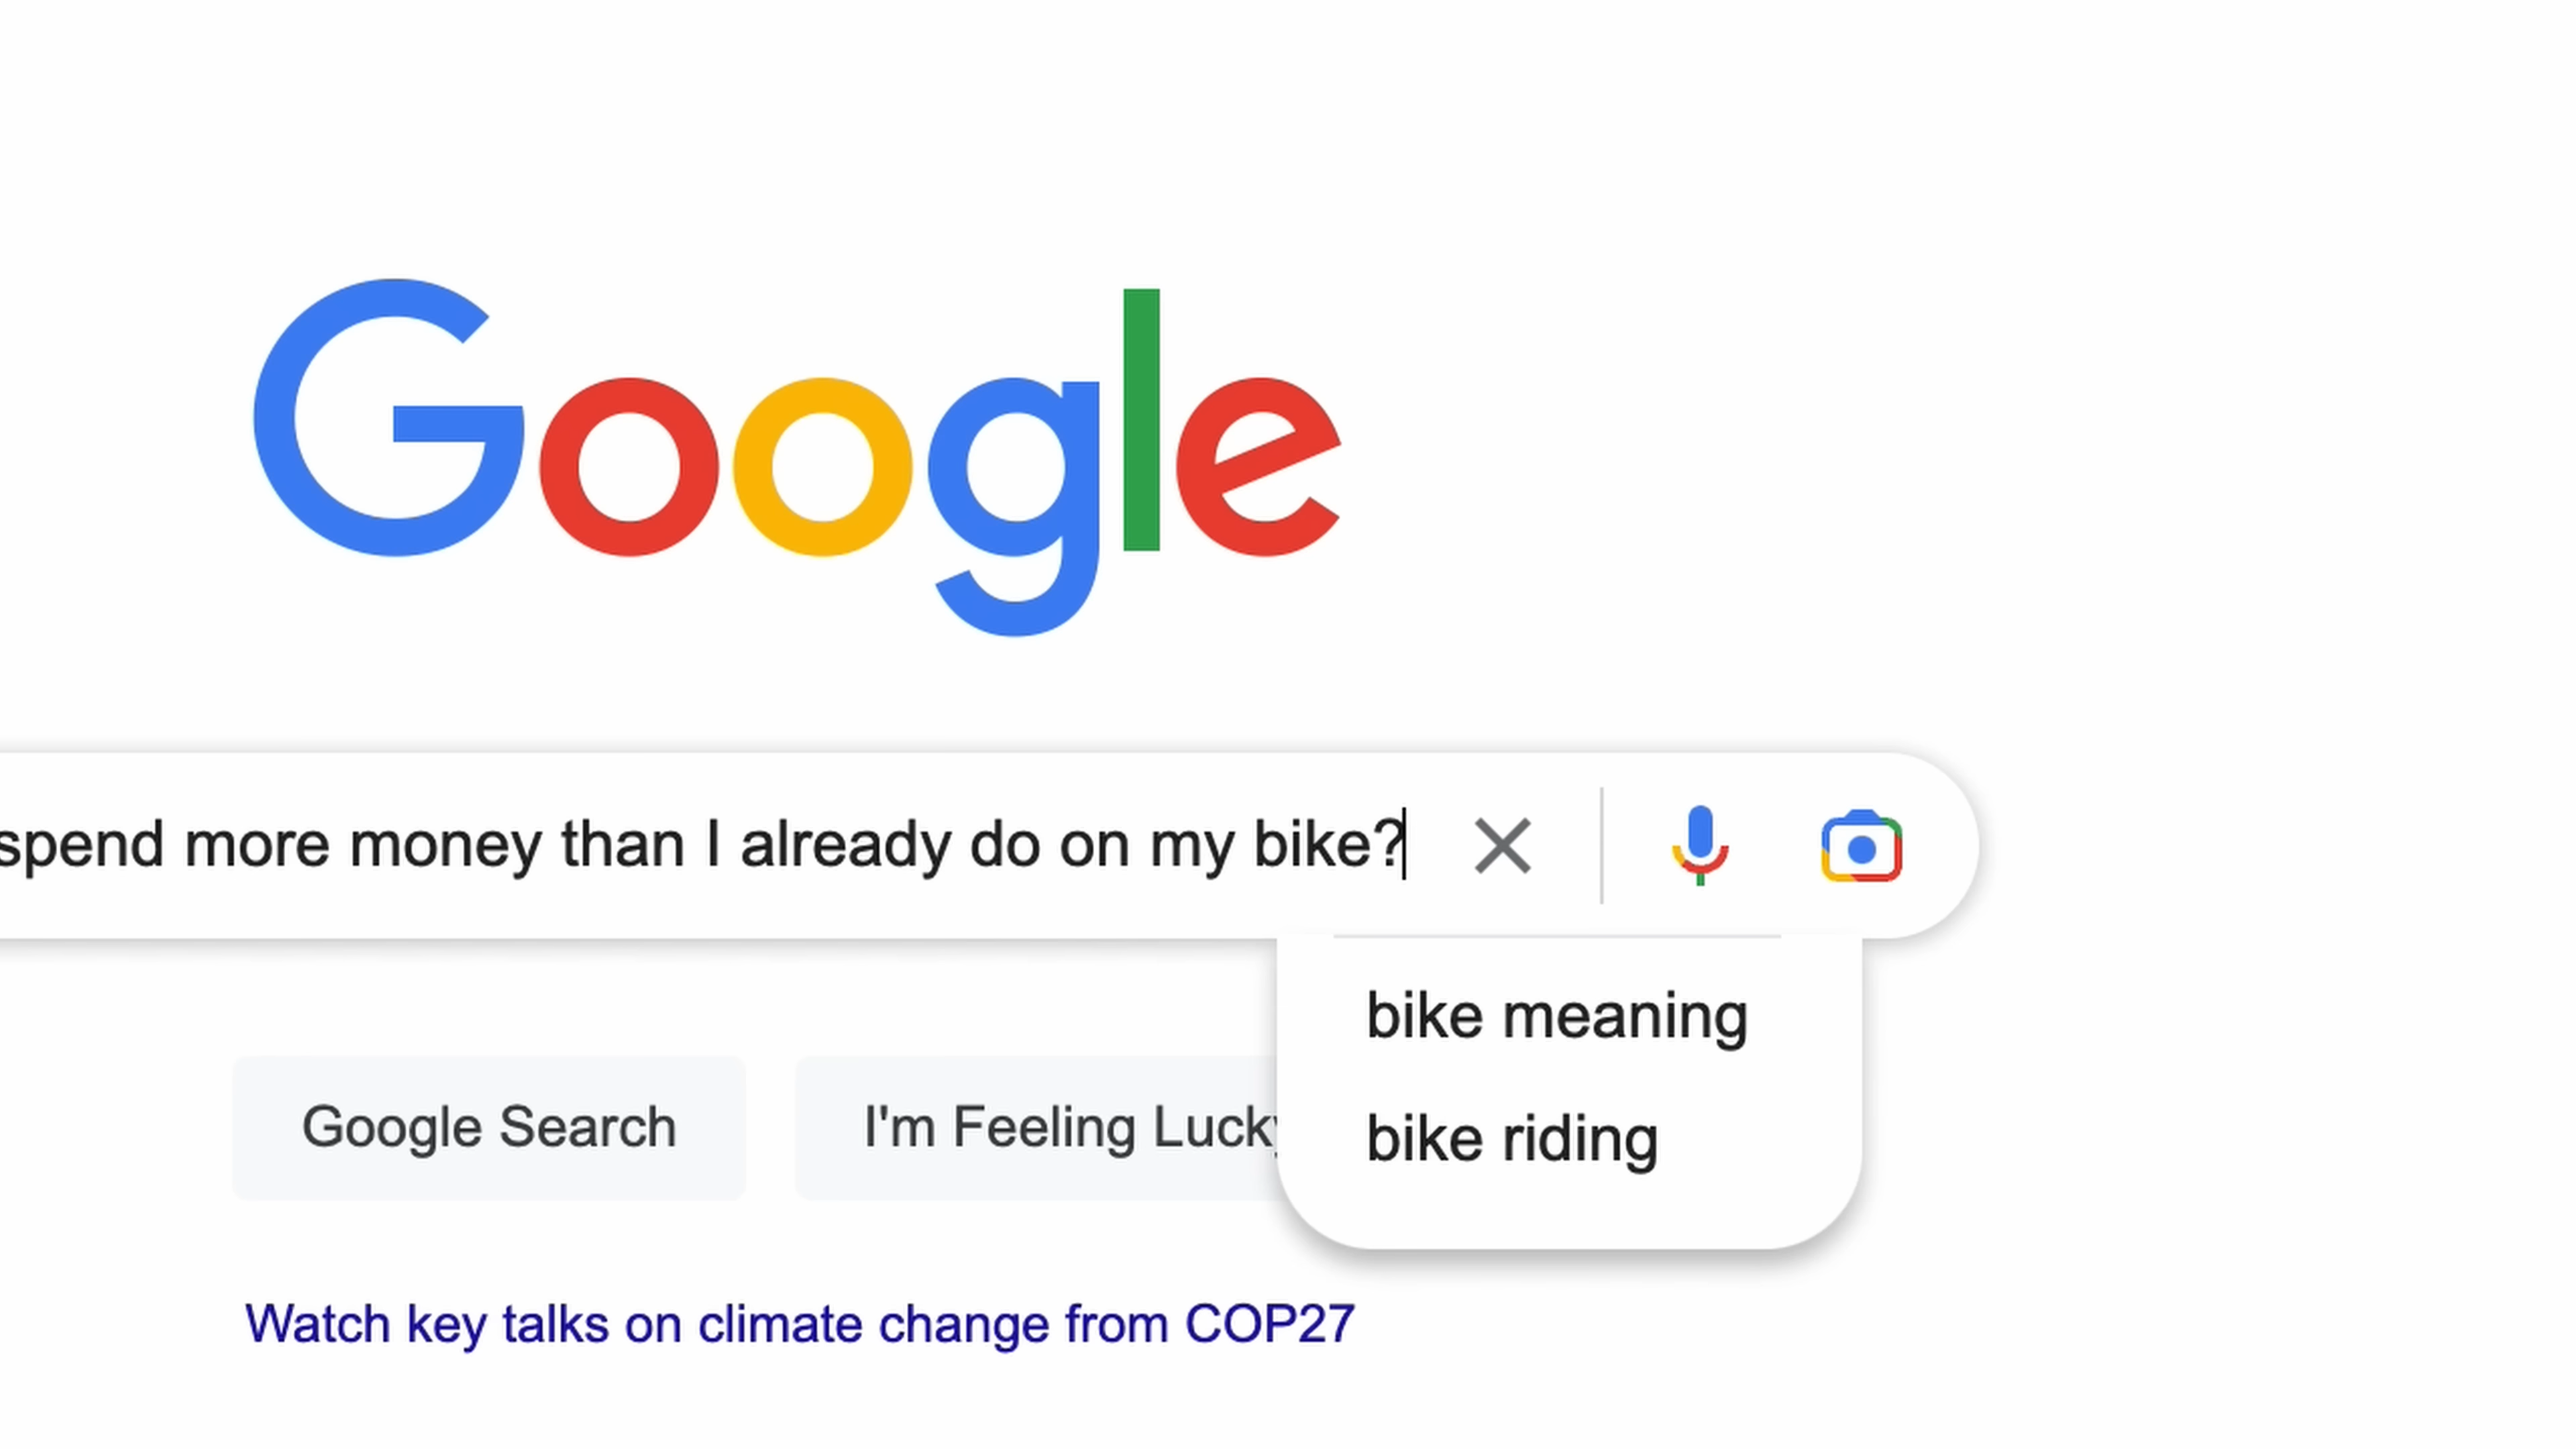 Google
spend more money than I already do on my bike?
bike meaning
bike riding
Google Search
I'm Feeling Lucky
Watch key talks on climate change from COP27